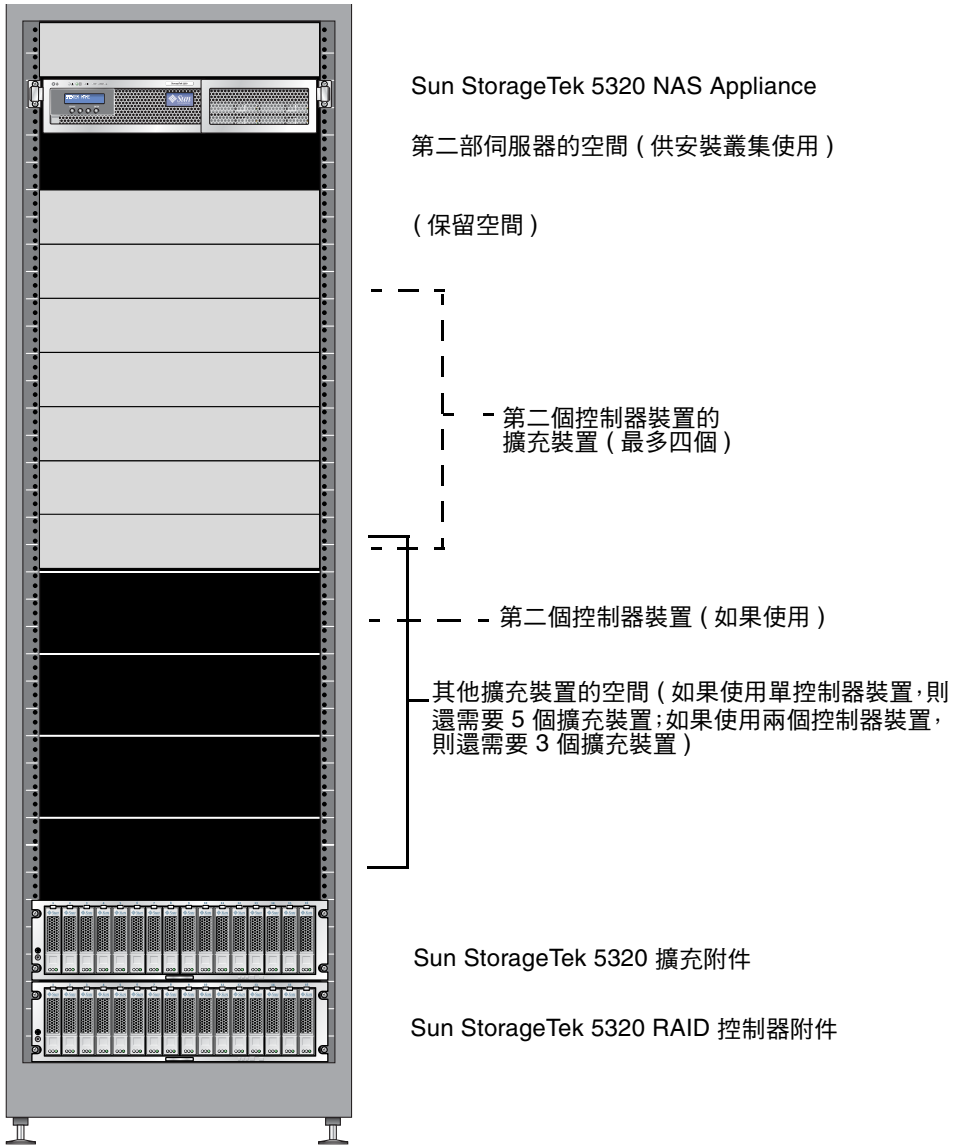 Sun StorageTek 5320 NAS Appliance
Sun
第二部伺服器的空間 ( 供安裝叢集使用 )
( 保留空間 )
第二個控制器裝置的
擴充裝置 ( 最多四個 )
第二個控制器裝置 ( 如果使用 )
其他擴充裝置的空間 ( 如果使用單控制器裝置，則
還需要 5 個擴充裝置；如果使用兩個控制器裝置，
則還需要 3 個擴充裝置 )
Sun StorageTek 5320 擴充附件
Sun StorageTek 5320 RAID 控制器附件